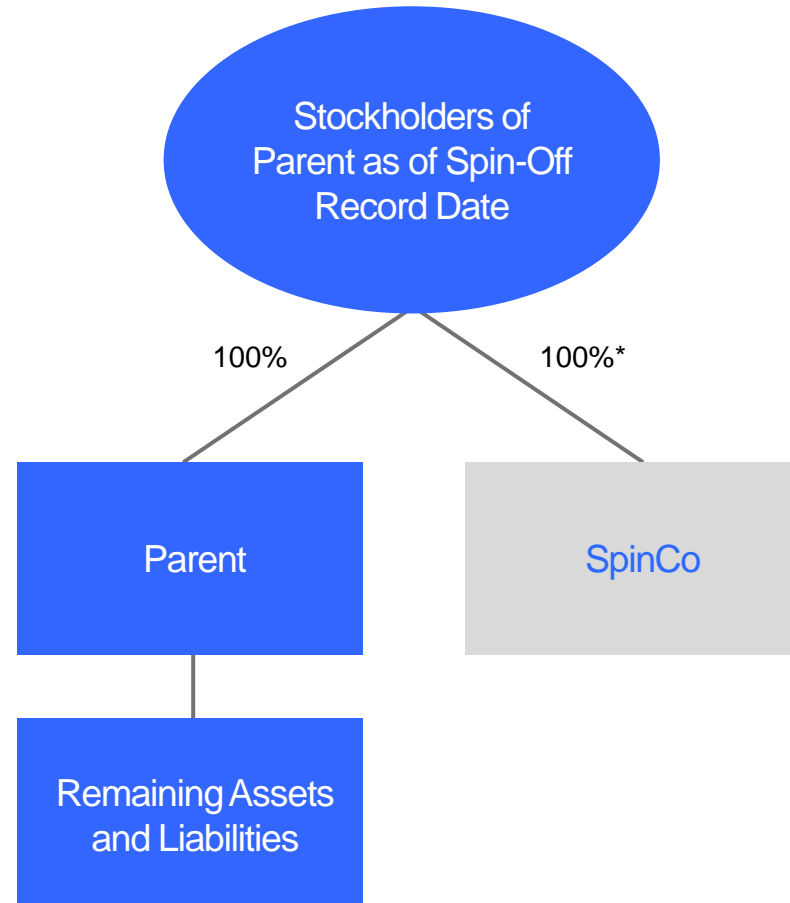 Stockholders of
Parent as of Spin-Off
Record Date
100%
100%*
Parent
SpinCo
Remaining Assets
and Liabilities